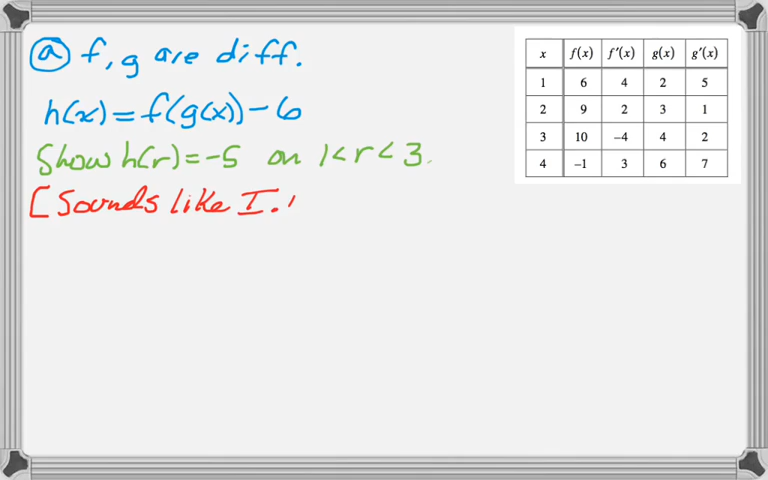 ⓐ f, g are diff.
h(x) = f(g(x)) - 6
Show h(r) = -5 on 1 < r < 3.
[Sounds like I.
x f(x) f'(x) g(x) g'(x)
1 6 4 2 5
2 9 2 3 1
3 10 –4 4 2
4 –1 3 6 7